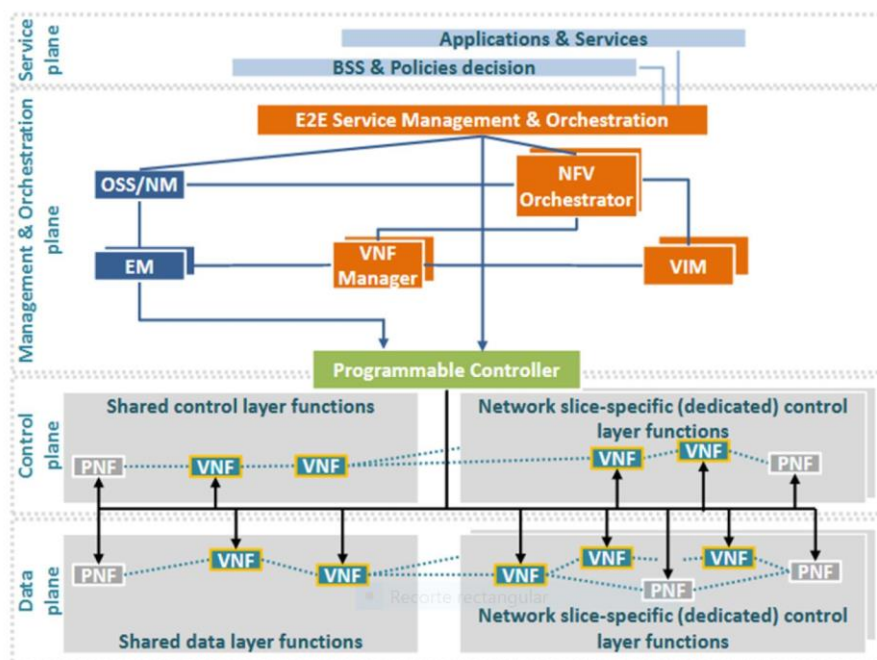 Service
plane
Applications & Services
BSS & Policies decision
Management & Orchestration
plane
E2E Service Management & Orchestration
OSS/NM
NFV
Orchestrator
EM
VNF
Manager
VIM
Programmable Controller
Control
plane
Shared control layer functions
Network slice-specific (dedicated) control
layer functions
PNF
VNF
VNF
VNF
VNF
PNF
Data
plane
PNF
VNF
VNF
VNF
VNF
PNF
VNF
PNF
Recorte rectangular
Shared data layer functions
Network slice-specific (dedicated) control
layer functions